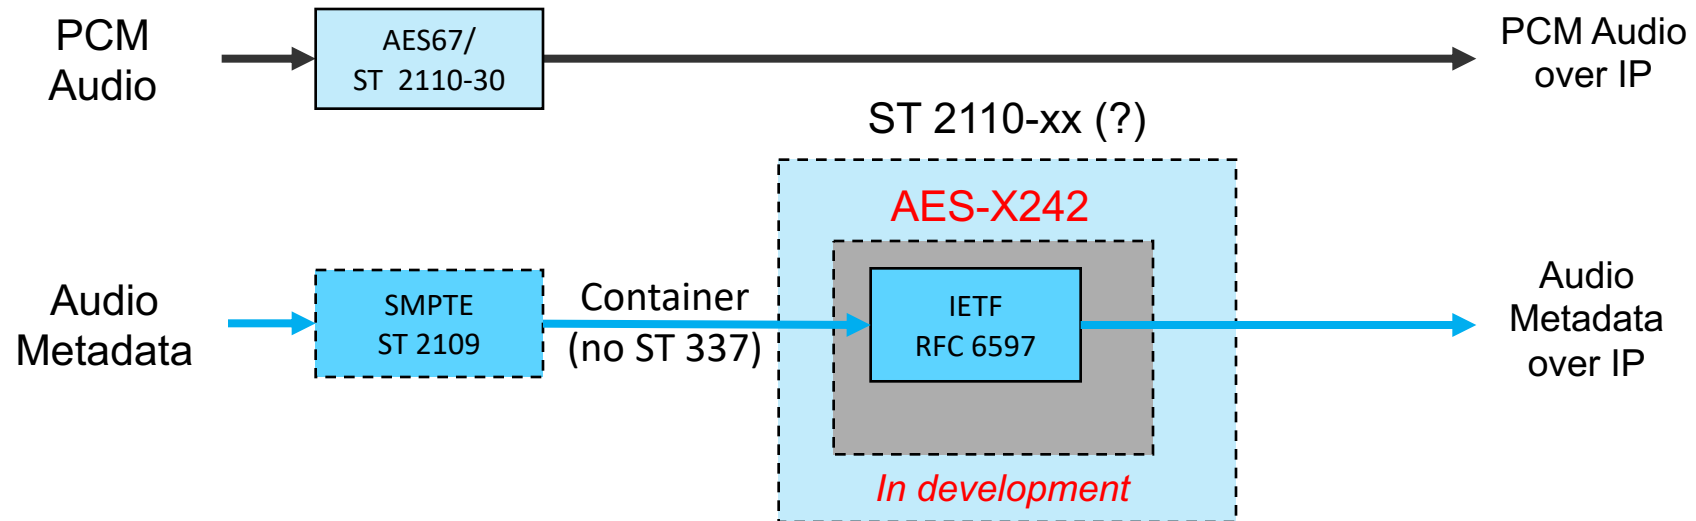 PCM
Audio
AES67/
ST 2110-30
PCM Audio
over IP
ST 2110-xx (?)
AES-X242
Audio
Metadata
SMPTE
ST 2109
Container
(no ST 337)
IETF
RFC 6597
Audio
Metadata
over IP
In development